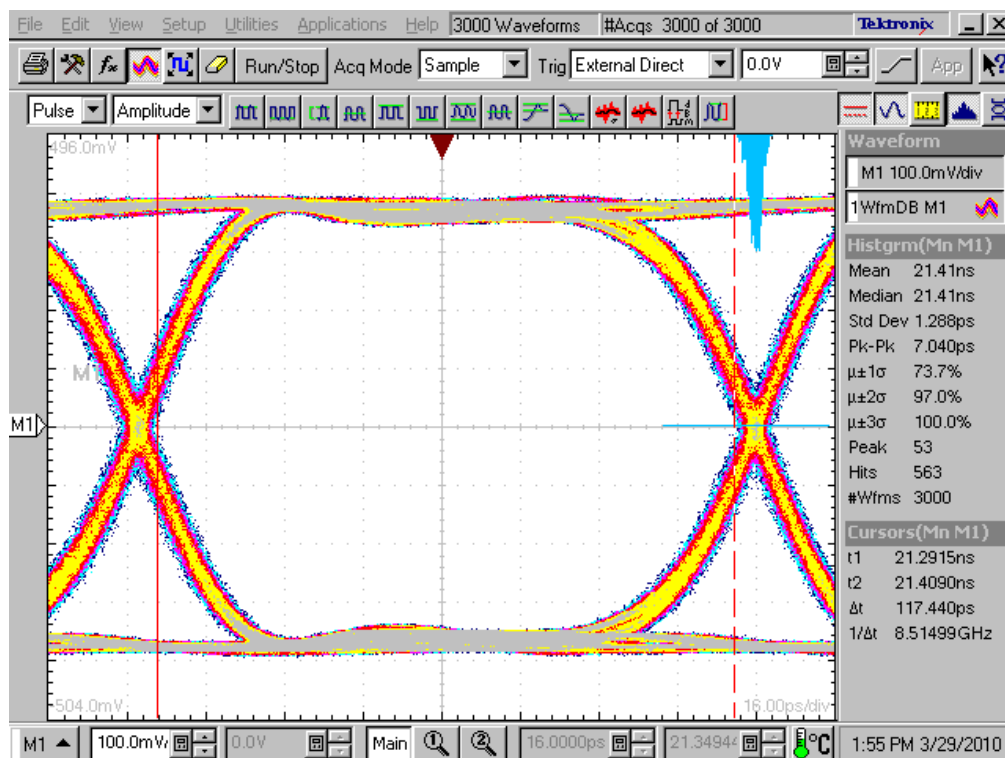 File Edit View Setup Utilities Applications Help 3000 Waveforms #Acqs 3000 of 3000 Tektronix
Run/Stop Acq Mode Sample Trig External Direct 0.0V App
Pulse Amplitude
496.0mV
Waveform
M1 100.0mV/div
1 WfmDB M1
Histgrm(Mn M1)
Mean 21.41ns
Median 21.41ns
Std Dev 1.288ps
Pk-Pk 7.040ps
µ±1σ 73.7%
µ±2σ 97.0%
µ±3σ 100.0%
Peak 53
Hits 563
#Wfms 3000
M1
M1
Cursors(Mn M1)
t1 21.2915ns
t2 21.4090ns
Δt 117.440ps
1/Δt 8.51499GHz
-504.0mV 16.00ps/div
M1 100.0mV/ 0.0V Main 1 2 16.0000ps 21.3494 °C 1:55 PM 3/29/2010